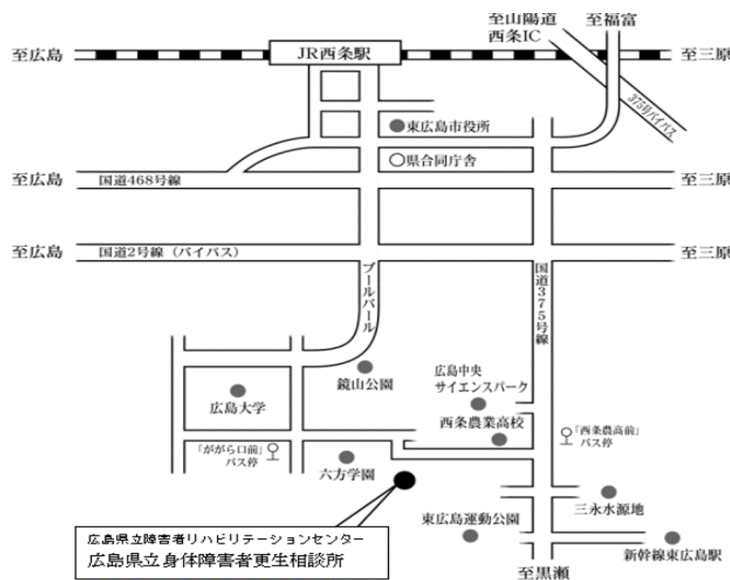 至山陽道
西条IC
至福富
至広島
JR西条駅
至三原
375号バイパス
東広島市役所
県合同庁舎
至広島
国道468号線
至三原
至広島
国道2号線（バイパス）
至三原
ブールバール
国道375号線
鏡山公園
広島中央
サイエンスパーク
広島大学
西条農業高校
「西条農高前」
バス停
「ががら口前」
バス停
六方学園
三永水源地
東広島運動公園
広島県立障害者リハビリテーションセンター
広島県立身体障害者更生相談所
新幹線東広島駅
至黒瀬